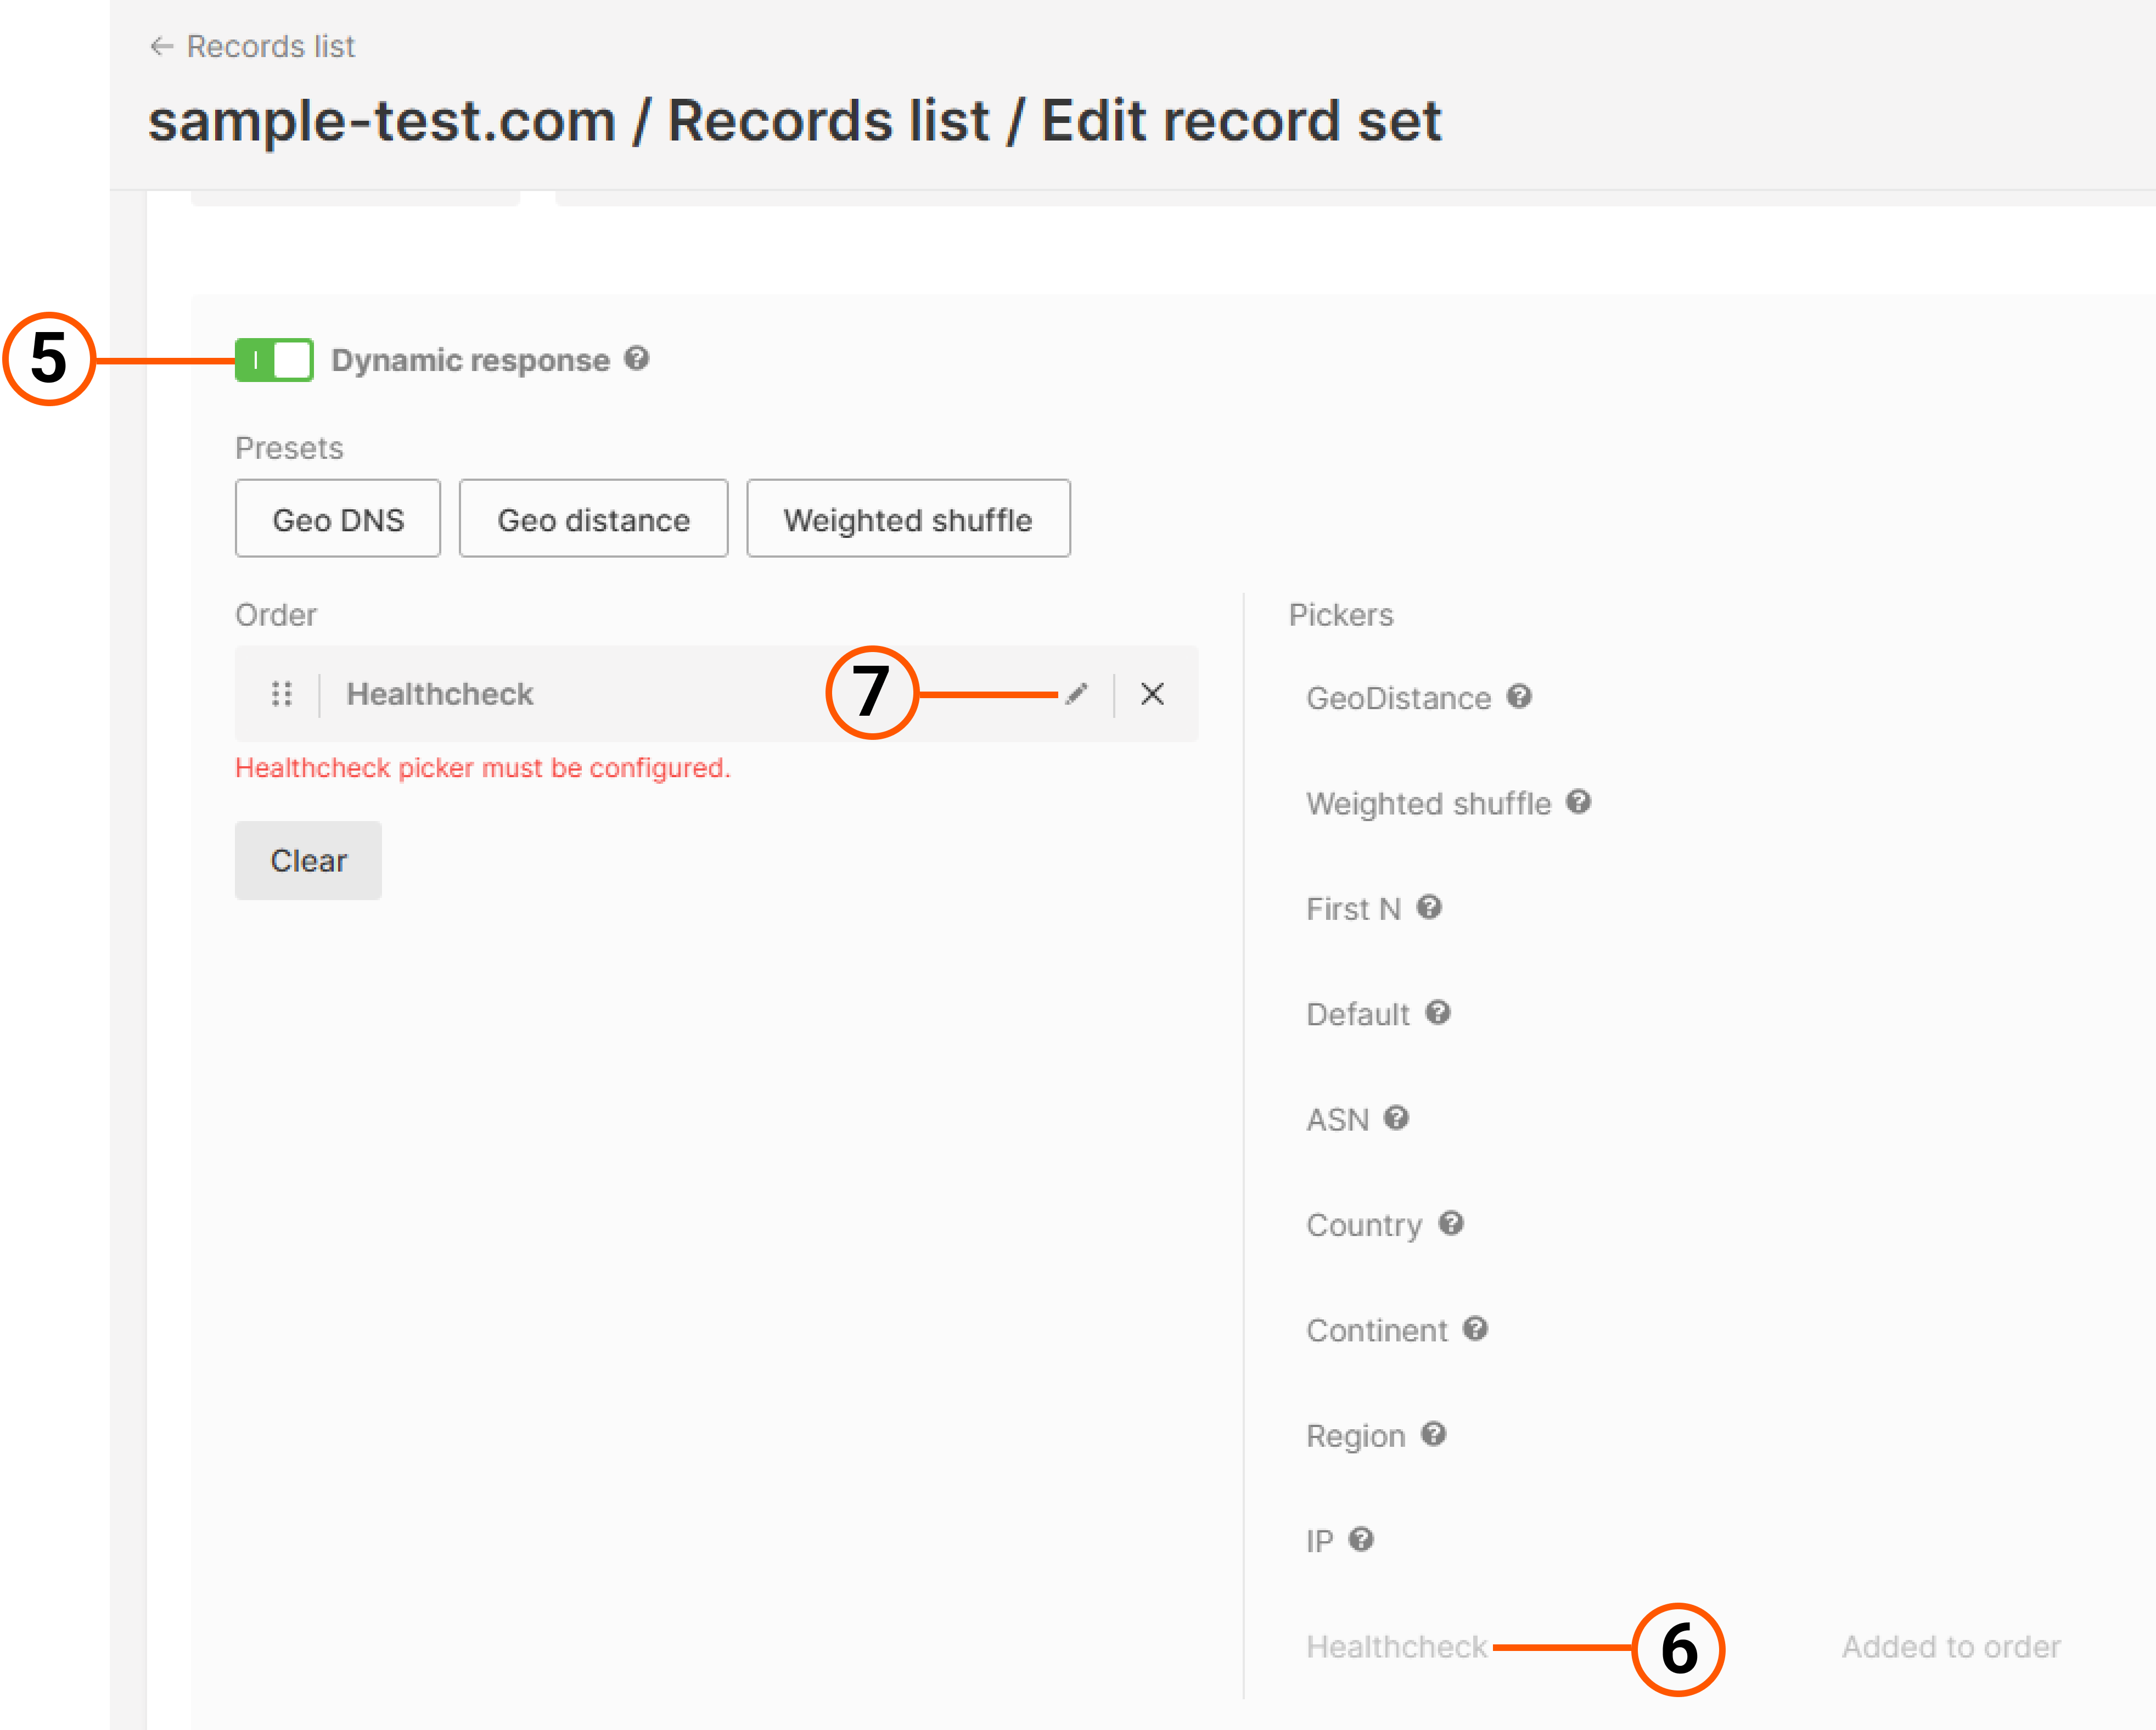 ← Records list
sample-test.com / Records list / Edit record set
5
Dynamic response
Presets
Geo DNS
Geo distance
Weighted shuffle
Order
Healthcheck
7
Healthcheck picker must be configured.
Clear
Pickers
GeoDistance
Weighted shuffle
First N
Default
ASN
Country
Continent
Region
IP
Healthcheck
6
Added to order